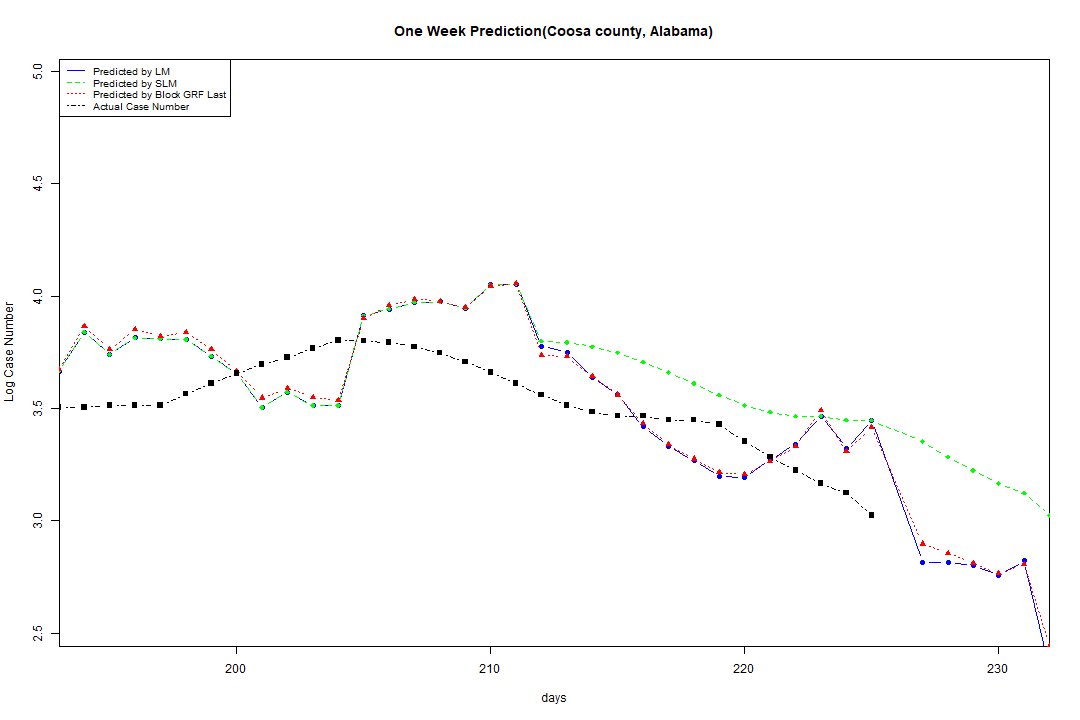 One Week Prediction(Coosa county, Alabama)
Predicted by LM
Predicted by SLM
Predicted by Block GRF Last
Actual Case Number
5.0
4.5
4.0
3.5
3.0
2.5
Log Case Number
200 210 220 230
days